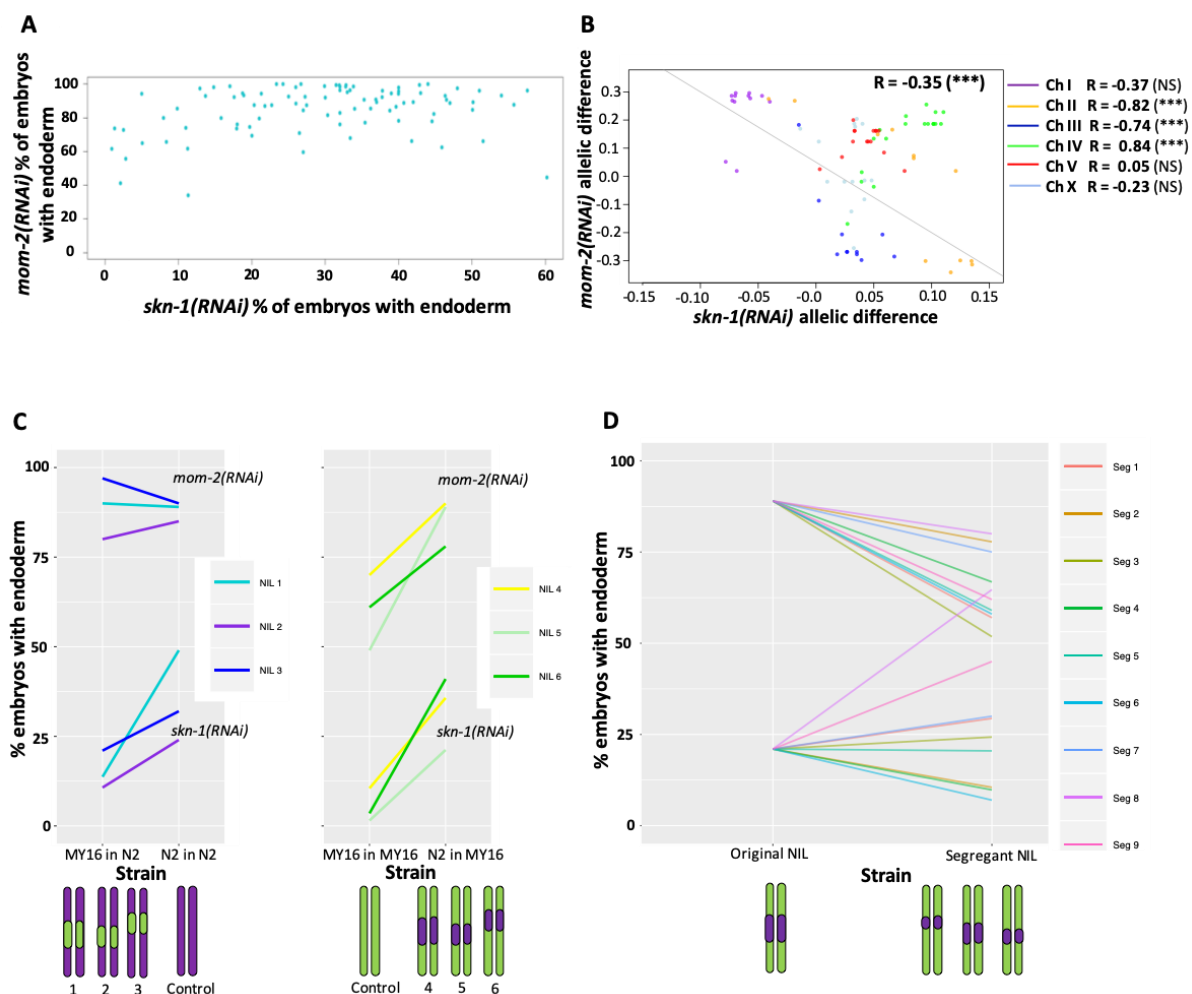 A
mom-2(RNAi) % of embryos
with endoderm
100
80
60
40
20
0
0 10 20 30 40 50 60
skn-1(RNAi) % of embryos with endoderm
B
mom-2(RNAi) allelic difference
0.3
0.2
0.1
0.0
-0.1
-0.2
-0.3
R = -0.35 (***)
-0.15 -0.10 -0.05 -0.0 0.05 0.10 0.15
skn-1(RNAi) allelic difference
Ch I R = -0.37 (NS)
Ch II R = -0.82 (***)
Ch III R = -0.74 (***)
Ch IV R = 0.84 (***)
Ch V R = 0.05 (NS)
Ch X R = -0.23 (NS)
C
% embryos with endoderm
100
75
50
25
0
mom-2(RNAi)
skn-1(RNAi)
NIL 1
NIL 2
NIL 3
MY16 in N2 N2 in N2
Strain
1 2 3 Control
mom-2(RNAi)
skn-1(RNAi)
NIL 4
NIL 5
NIL 6
MY16 in MY16 N2 in MY16
Strain
Control 4 5 6
D
% embryos with endoderm
100
75
50
25
0
Original NIL Segregant NIL
Strain
Seg 1
Seg 2
Seg 3
Seg 4
Seg 5
Seg 6
Seg 7
Seg 8
Seg 9